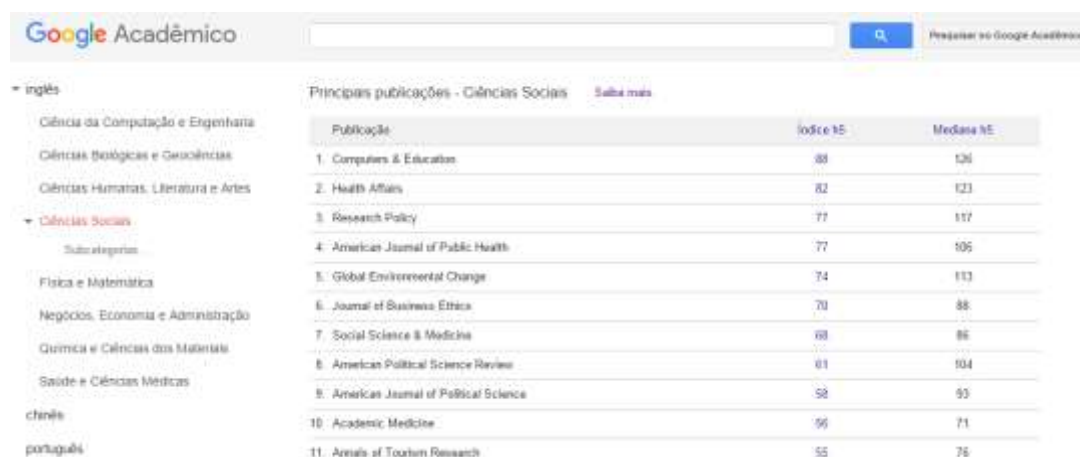 Google Acadêmico
Pesquisar no Google Acadêmico
inglês
Ciência da Computação e Engenharia
Ciências Biológicas e Geociências
Ciências Humanas, Literatura e Artes
Ciências Sociais
Subcategorias
Física e Matemática
Negócios, Economia e Administração
Química e Ciências dos Materiais
Saúde e Ciências Médicas
chinês
português
Principais publicações - Ciências Sociais Saiba mais
Publicação Índice h5 Mediana h5
1. Computers & Education 88 126
2. Health Affairs 82 123
3. Research Policy 77 117
4. American Journal of Public Health 77 106
5. Global Environmental Change 74 113
6. Journal of Business Ethics 70 88
7. Social Science & Medicine 68 86
8. American Political Science Review 61 104
9. American Journal of Political Science 58 93
10. Academic Medicine 56 71
11. Annals of Tourism Research 55 76